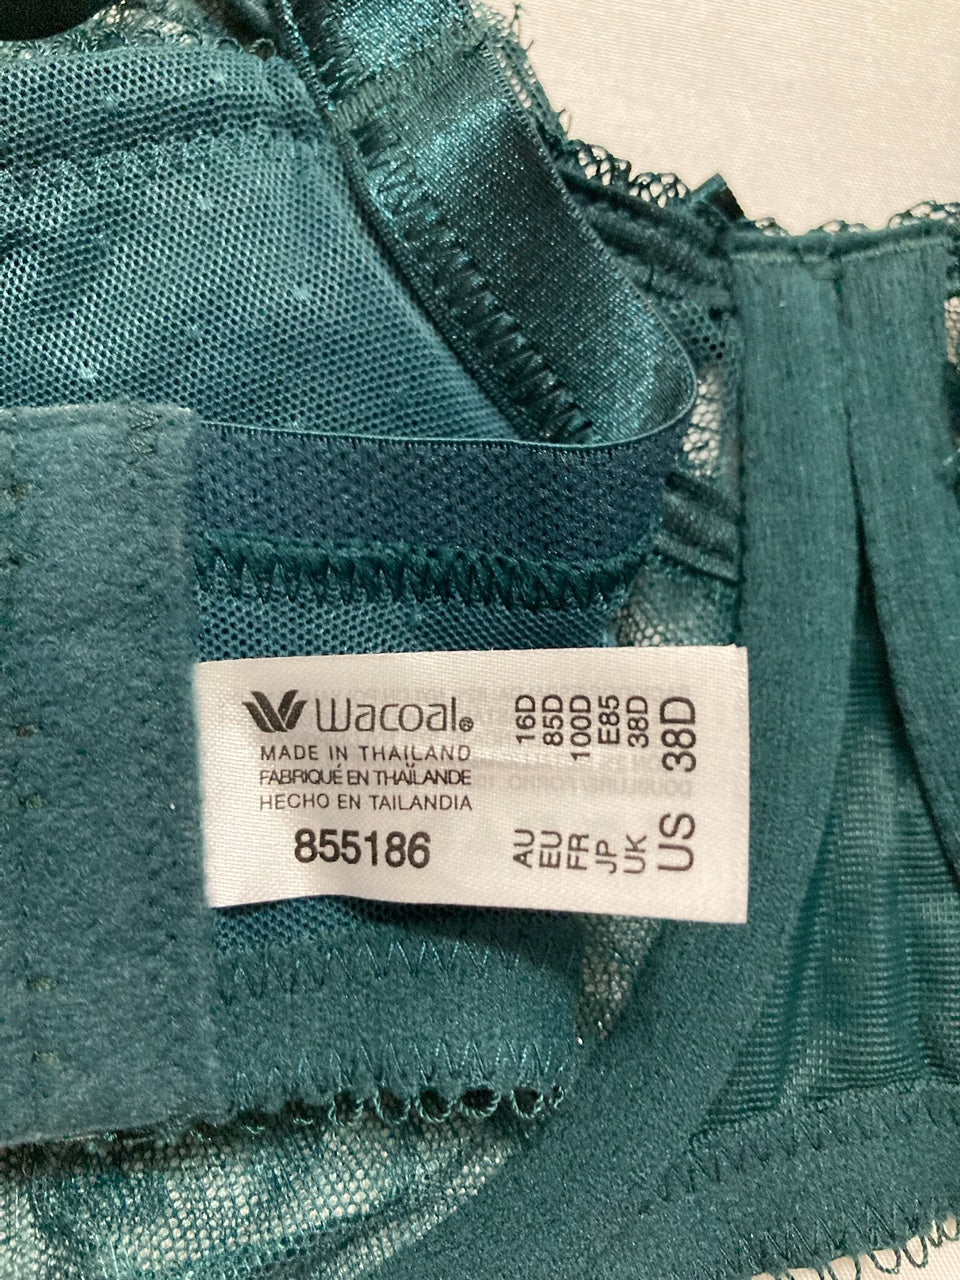 Wacoal®
MADE IN THAILAND
FABRIQUÉ EN THAÏLANDE
HECHO EN TAILANDIA
855186
AU 16D
EU 85D
FR 100D
JP E85
UK 38D
US 38D